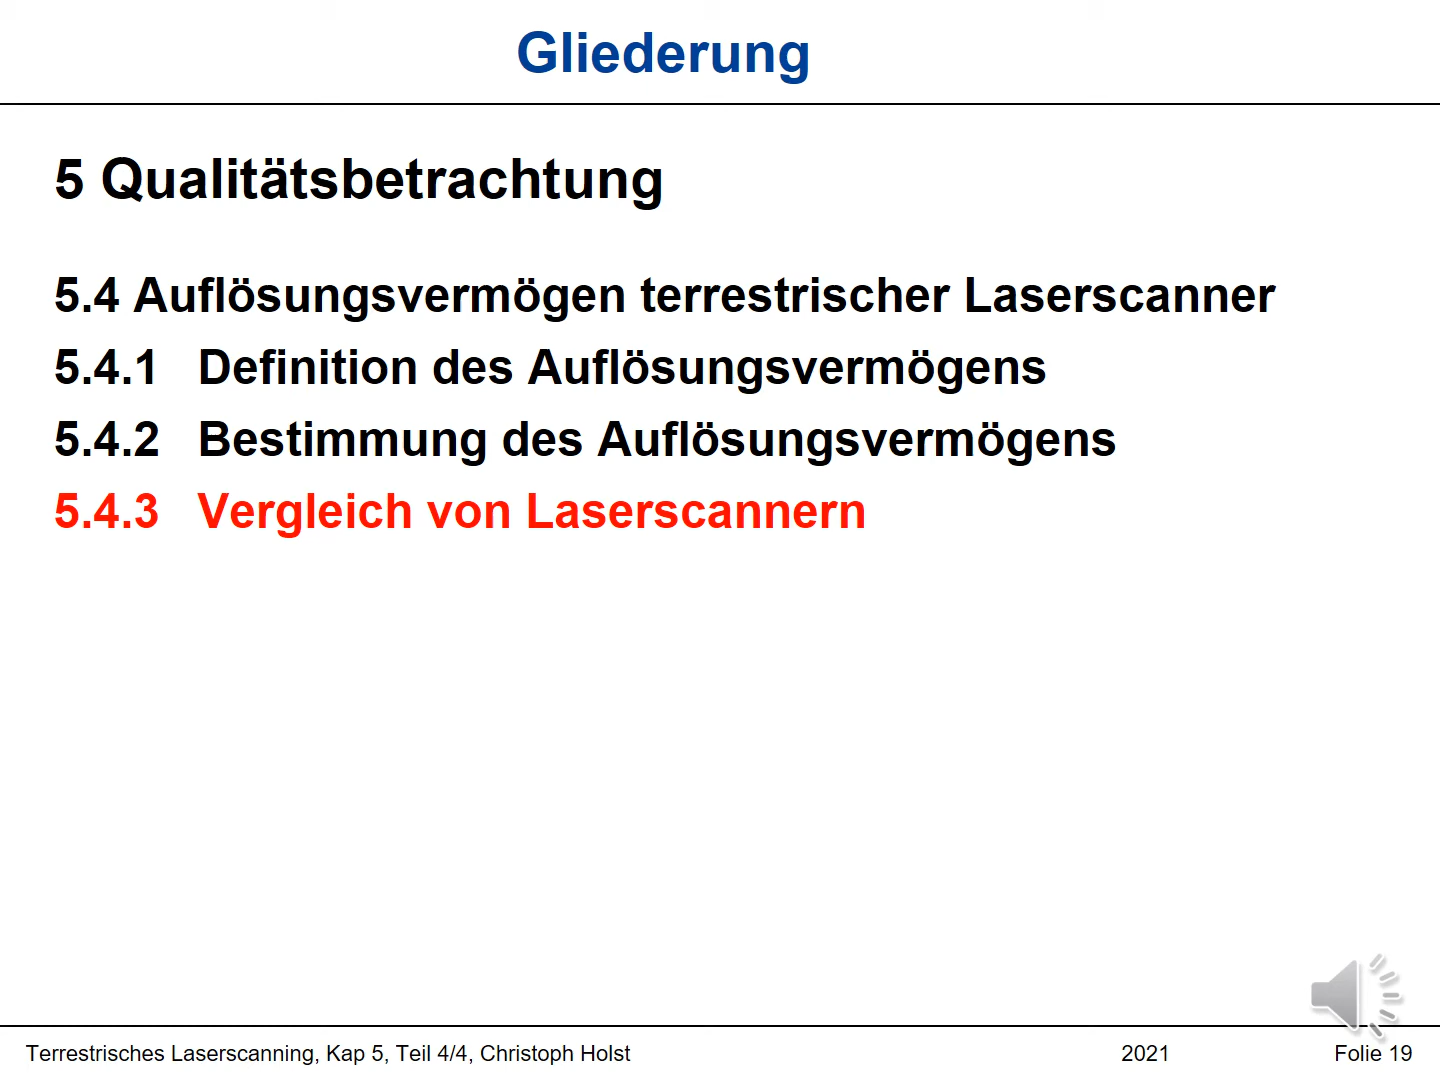 Gliederung
5 Qualitätsbetrachtung
5.4 Auflösungsvermögen terrestrischer Laserscanner
5.4.1 Definition des Auflösungsvermögens
5.4.2 Bestimmung des Auflösungsvermögens
5.4.3 Vergleich von Laserscannern
Terrestrisches Laserscanning, Kap 5, Teil 4/4, Christoph Holst 2021 Folie 19